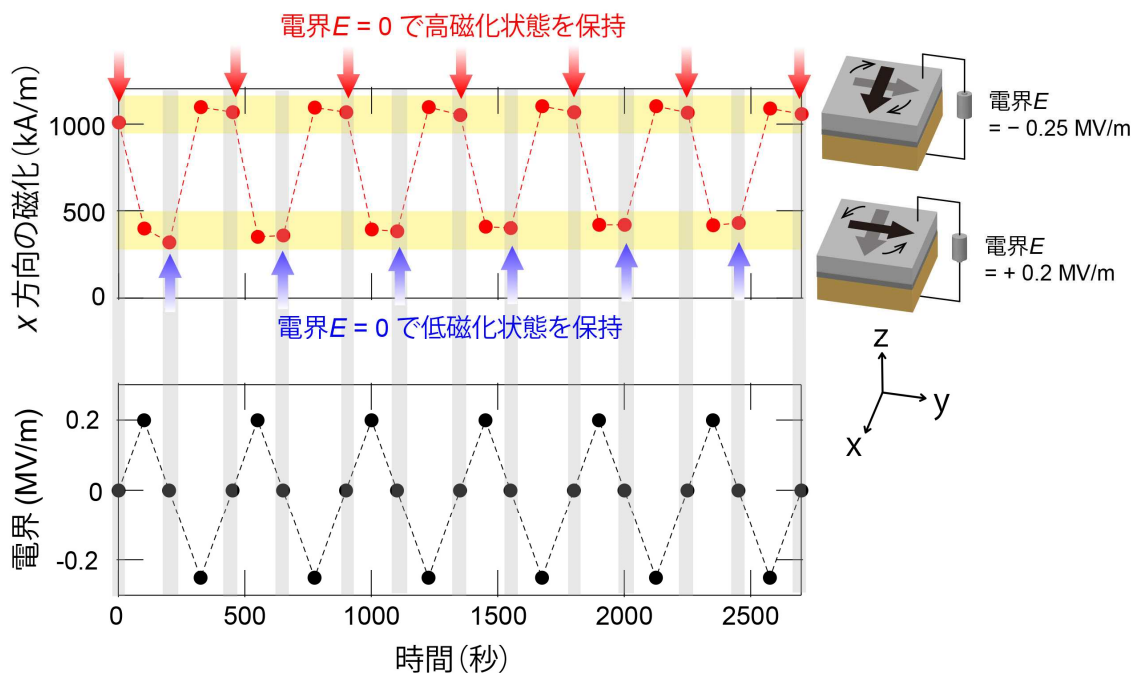 電界E = 0 で高磁化状態を保持
x 方向の磁化 (kA/m)
1000
500
0
電界E
= − 0.25 MV/m
電界E
= + 0.2 MV/m
電界E = 0 で低磁化状態を保持
z
y
x
電界 (MV/m)
0.2
0
-0.2
0 500 1000 1500 2000 2500
時間（秒）